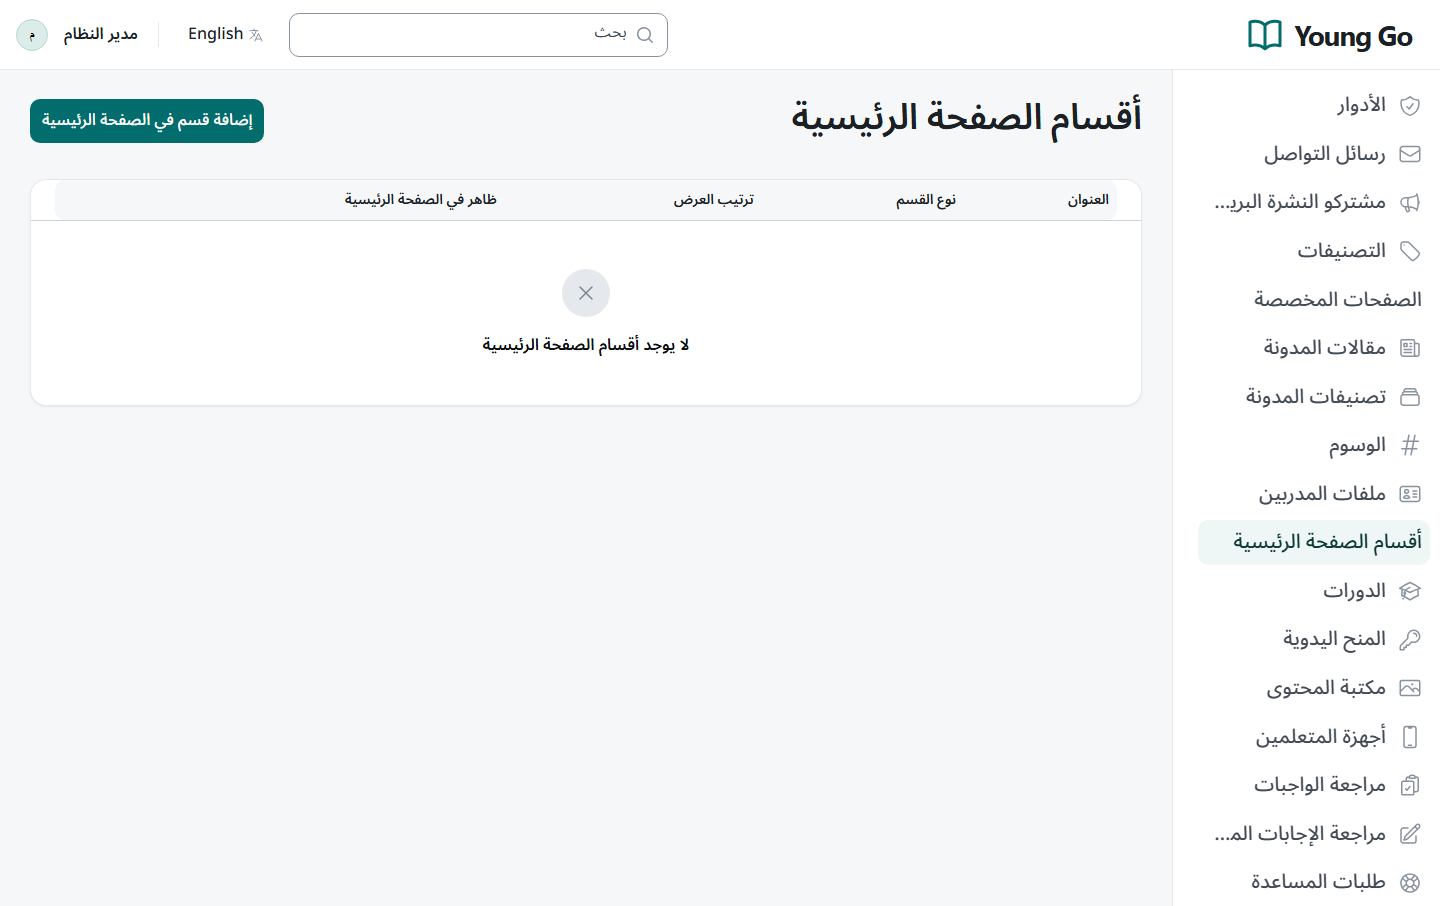 Young Go
بحث
English
مدير النظام
م
الأدوار
رسائل التواصل
مشتركو النشرة البريـ...
التصنيفات
الصفحات المخصصة
مقالات المدونة
تصنيفات المدونة
الوسوم
ملفات المدربين
أقسام الصفحة الرئيسية
الدورات
المنح اليدوية
مكتبة المحتوى
أجهزة المتعلمين
مراجعة الواجبات
مراجعة الإجابات المـ...
طلبات المساعدة
أقسام الصفحة الرئيسية
إضافة قسم في الصفحة الرئيسية
العنوان نوع القسم ترتيب العرض ظاهر في الصفحة الرئيسية
لا يوجد أقسام الصفحة الرئيسية